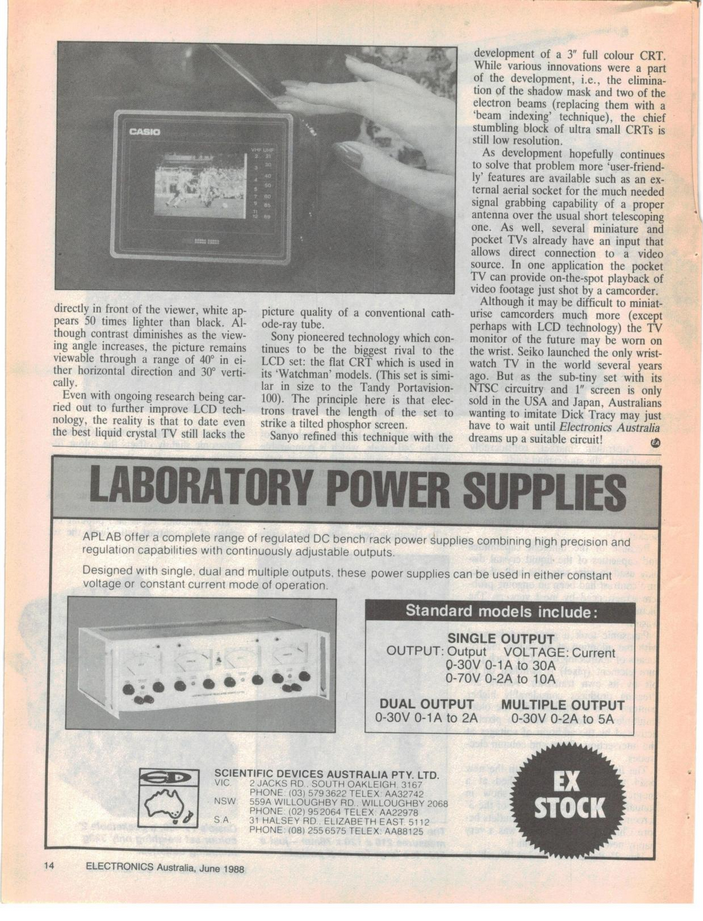 CASIO
VHF UHF
directly in front of the viewer, white ap-
pears 50 times lighter than black. Al-
though contrast diminishes as the view-
ing angle increases, the picture remains
viewable through a range of 40° in ei-
ther horizontal direction and 30° verti-
cally.
Even with ongoing research being car-
ried out to further improve LCD tech-
nology, the reality is that to date even
the best liquid crystal TV still lacks the
picture quality of a conventional cath-
ode-ray tube.
Sony pioneered technology which con-
tinues to be the biggest rival to the
LCD set: the flat CRT which is used in
its 'Watchman' models. (This set is simi-
lar in size to the Tandy Portavision-
100). The principle here is that elec-
trons travel the length of the set to
strike a tilted phosphor screen.
Sanyo refined this technique with the
development of a 3" full colour CRT.
While various innovations were a part
of the development, i.e., the elimina-
tion of the shadow mask and two of the
electron beams (replacing them with a
'beam indexing' technique), the chief
stumbling block of ultra small CRTs is
still low resolution.
As development hopefully continues
to solve that problem more 'user-friend-
ly' features are available such as an ex-
ternal aerial socket for the much needed
signal grabbing capability of a proper
antenna over the usual short telescoping
one. As well, several miniature and
pocket TVs already have an input that
allows direct connection to a video
source. In one application the pocket
TV can provide on-the-spot playback of
video footage just shot by a camcorder.
Although it may be difficult to miniat-
urise camcorders much more (except
perhaps with LCD technology) the TV
monitor of the future may be worn on
the wrist. Seiko launched the only wrist-
watch TV in the world several years
ago. But as the sub-tiny set with its
NTSC circuitry and 1" screen is only
sold in the USA and Japan, Australians
wanting to imitate Dick Tracy may just
have to wait until Electronics Australia
dreams up a suitable circuit!
LABORATORY POWER SUPPLIES
APLAB offer a complete range of regulated DC bench rack power supplies combining high precision and
regulation capabilities with continuously adjustable outputs.
Designed with single, dual and multiple outputs, these power supplies can be used in either constant
voltage or constant current mode of operation.
Standard models include:
SINGLE OUTPUT
OUTPUT: Output VOLTAGE: Current
0-30V 0-1A to 30A
0-70V 0-2A to 10A
DUAL OUTPUT MULTIPLE OUTPUT
0-30V 0-1A to 2A 0-30V 0-2A to 5A
SCIENTIFIC DEVICES AUSTRALIA PTY. LTD.
VIC. 2 JACKS RD., SOUTH OAKLEIGH, 3167
PHONE: (03) 579 3622 TELEX: AA32742
NSW 559A WILLOUGHBY RD., WILLOUGHBY 2068
PHONE: (02) 95 2064 TELEX: AA22978
S.A. 31 HALSEY RD., ELIZABETH EAST. 5112
PHONE: (08) 255 6575 TELEX: AA88125
EX
STOCK
14 ELECTRONICS Australia, June 1988